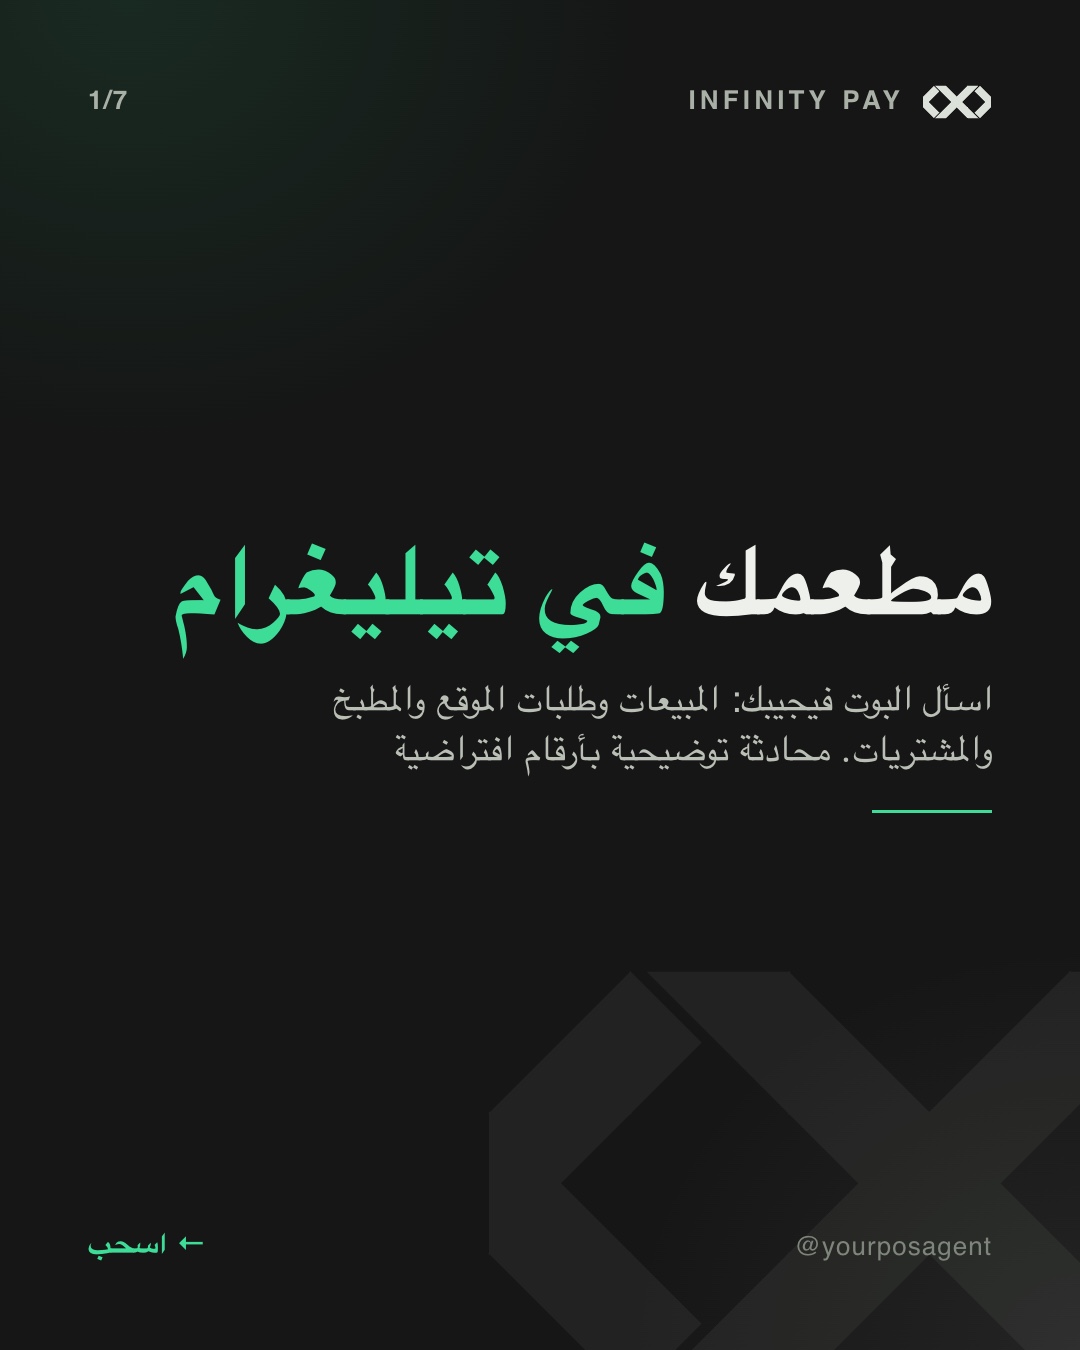 INFINITY PAY
1/7
مطعمك في تيليغرام
اسأل البوت فيجيبك: المبيعات وطلبات الموقع والمطبخ
والمشتريات. محادثة توضيحية بأرقام افتراضية
@yourposagent
← اسحب